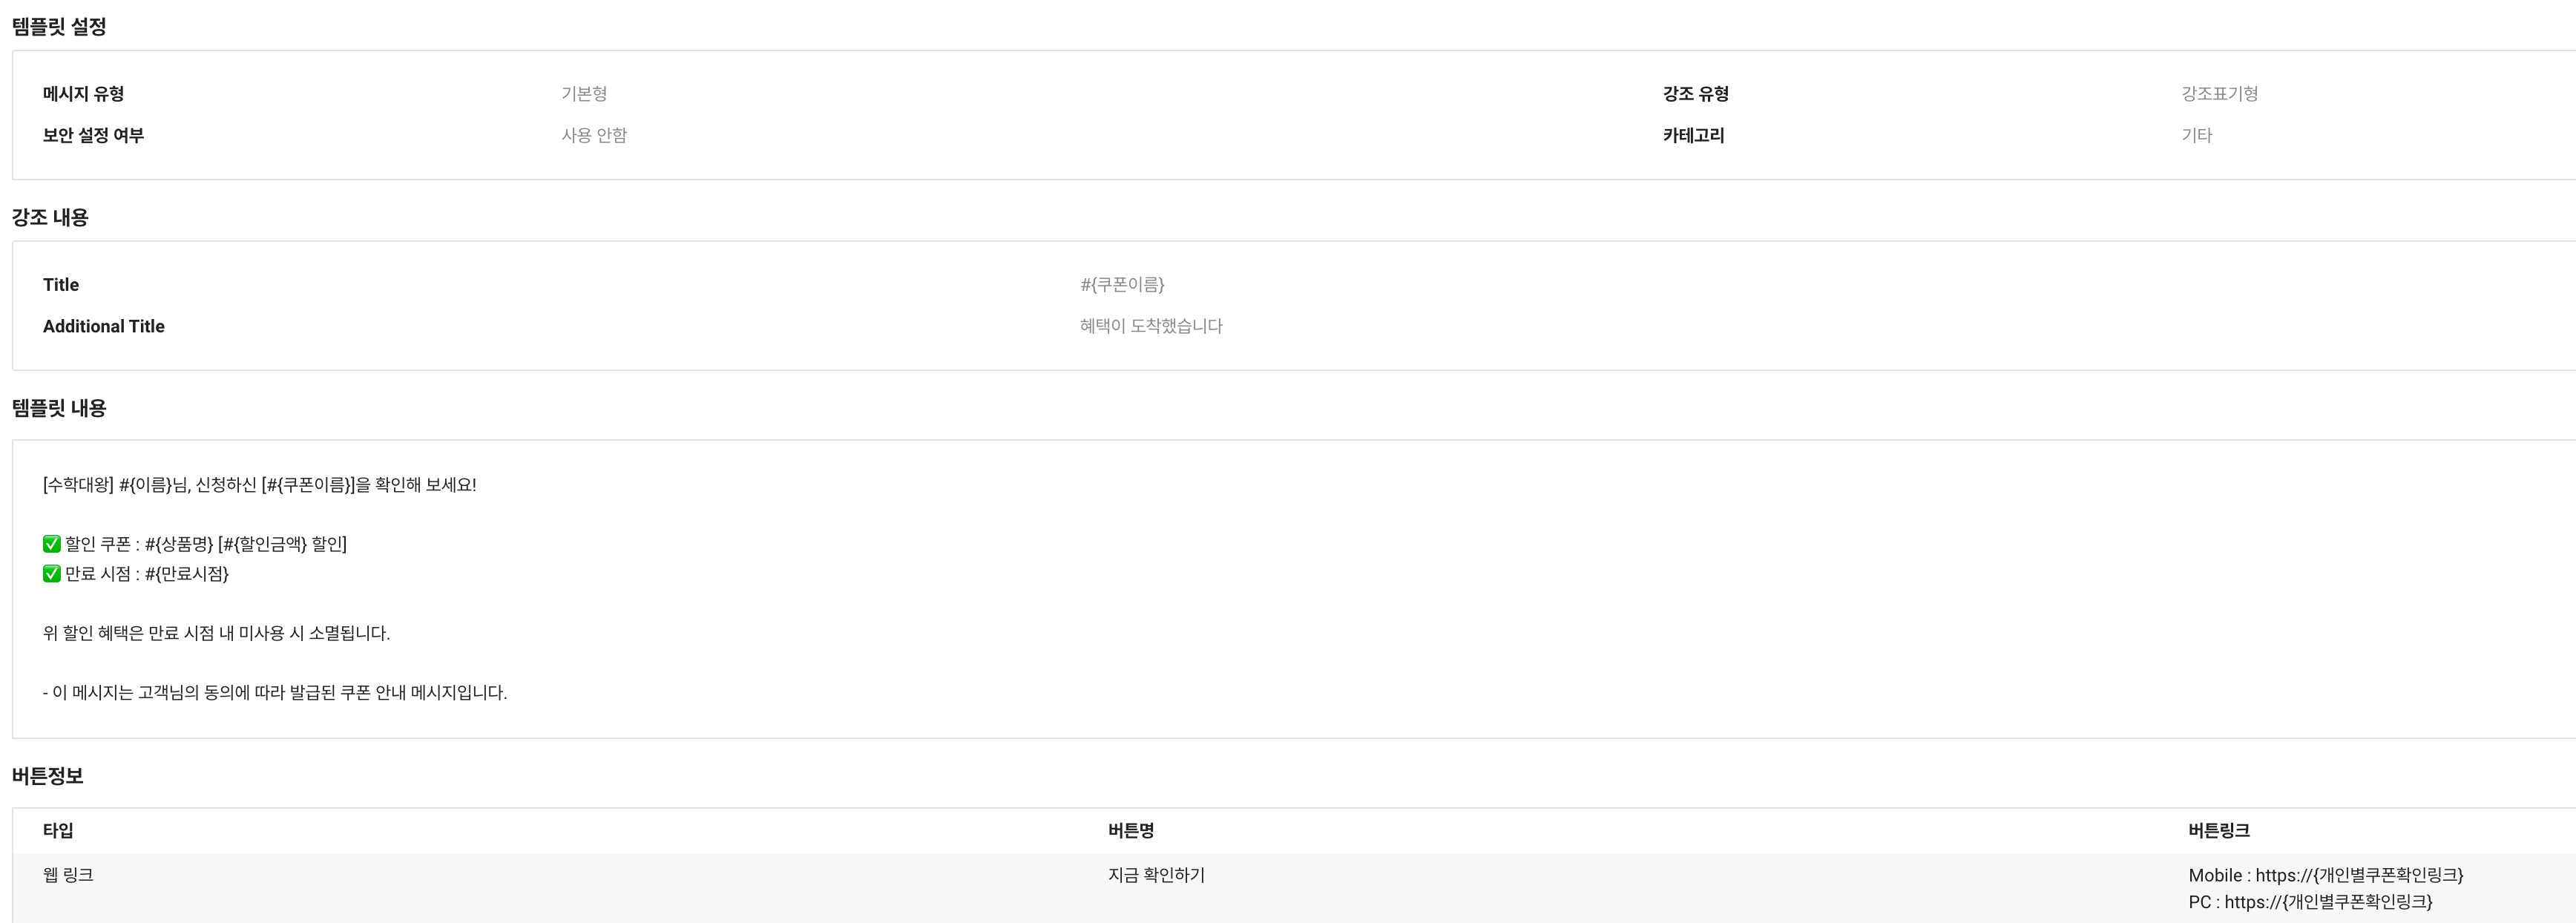 템플릿 설정
메시지 유형 기본형 강조 유형 강조표기형
보안 설정 여부 사용 안함 카테고리 기타
강조 내용
Title #{쿠폰이름}
Additional Title 혜택이 도착했습니다
템플릿 내용
[수학대왕] #{이름}님, 신청하신 [#{쿠폰이름}]을 확인해 보세요!
✅ 할인 쿠폰 : #{상품명} [#{할인금액} 할인]
✅ 만료 시점 : #{만료시점}
위 할인 혜택은 만료 시점 내 미사용 시 소멸됩니다.
- 이 메시지는 고객님의 동의에 따라 발급된 쿠폰 안내 메시지입니다.
버튼정보
타입 버튼명 버튼링크
웹 링크 지금 확인하기 Mobile : https://{개인별쿠폰확인링크}
PC : https://{개인별쿠폰확인링크}